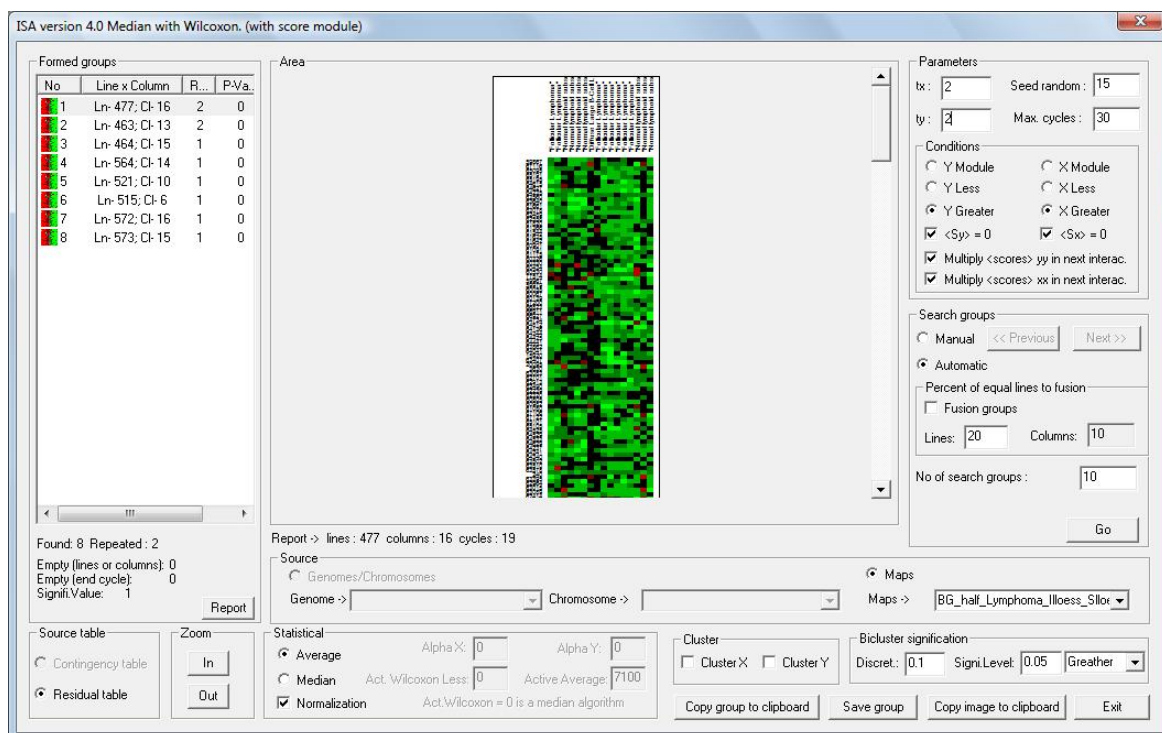 ISA version 4.0 Median with Wilcoxon. (with score module)
Formed groups
No Line x Column R... P-Va..
1 Ln- 477; Cl- 16 2 0
2 Ln- 463; Cl- 13 2 0
3 Ln- 464; Cl- 15 1 0
4 Ln- 564; Cl- 14 1 0
5 Ln- 521; Cl- 10 1 0
6 Ln- 515; Cl- 6 1 0
7 Ln- 572; Cl- 16 1 0
8 Ln- 573; Cl- 15 1 0
Found: 8 Repeated : 2
Empty (lines or columns): 0
Empty (end cycle): 0
Signifi.Value: 1
Report
Area
Report -> lines : 477 columns : 16 cycles : 19
Parameters
tx : 2 Seed random : 15
ty : 2 Max. cycles : 30
Conditions
Y Module X Module
Y Less X Less
Y Greater X Greater
<Sy> = 0 <Sx> = 0
Multiply <scores> yy in next interac.
Multiply <scores> xx in next interac.
Search groups
Manual << Previous Next >>
Automatic
Percent of equal lines to fusion
Fusion groups
Lines: 20 Columns: 10
No of search groups : 10
Go
Source
Genomes/Chromosomes Maps
Genome -> Chromosome -> Maps -> BG_half_Lymphoma_Illoess_Slloe
Source table
Contingency table
Residual table
Zoom
In
Out
Statistical
Average Alpha X: 0 Alpha Y: 0
Median Act. Wilcoxon Less: 0 Active Average: 7100
Normalization Act.Wilcoxon = 0 is a median algorithm
Cluster
Cluster X Cluster Y
Bicluster signification
Discret.: 0.1 Signi.Level: 0.05 Greather
Copy group to clipboard Save group Copy image to clipboard Exit